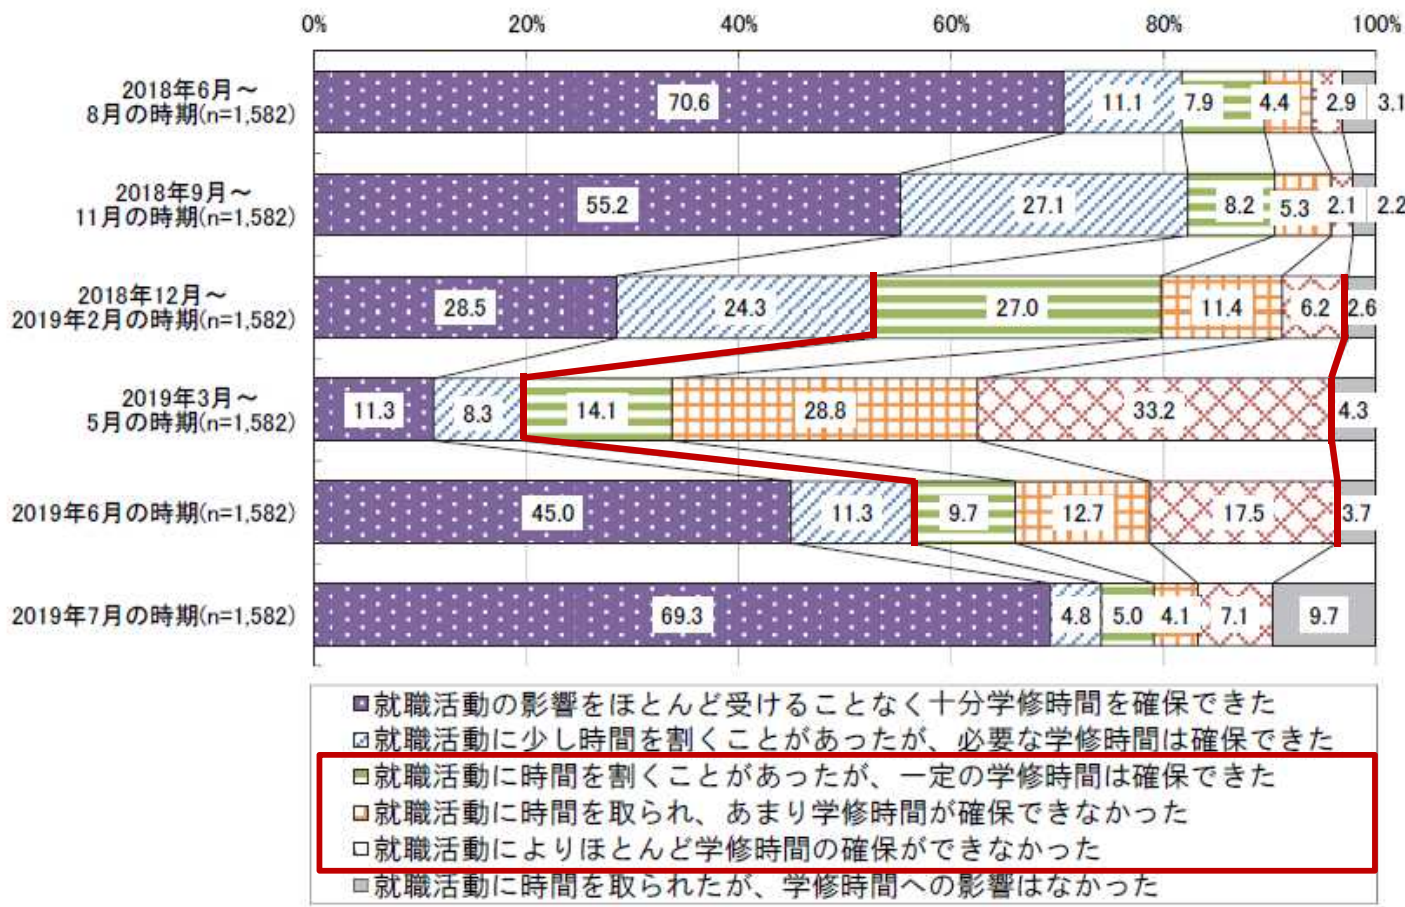 0% 20% 40% 60% 80% 100%
2018年6月～
8月の時期(n=1,582)
70.6 11.1 7.9 4.4 2.9 3.1
2018年9月～
11月の時期(n=1,582)
55.2 27.1 8.2 5.3 2.1 2.2
2018年12月～
2019年2月の時期(n=1,582)
28.5 24.3 27.0 11.4 6.2 2.6
2019年3月～
5月の時期(n=1,582)
11.3 8.3 14.1 28.8 33.2 4.3
2019年6月の時期(n=1,582)
45.0 11.3 9.7 12.7 17.5 3.7
2019年7月の時期(n=1,582)
69.3 4.8 5.0 4.1 7.1 9.7
就職活動の影響をほとんど受けることなく十分学修時間を確保できた
就職活動に少し時間を割くことがあったが、必要な学修時間は確保できた
就職活動に時間を割くことがあったが、一定の学修時間は確保できた
就職活動に時間を取られ、あまり学修時間が確保できなかった
就職活動によりほとんど学修時間の確保ができなかった
就職活動に時間を取られたが、学修時間への影響はなかった